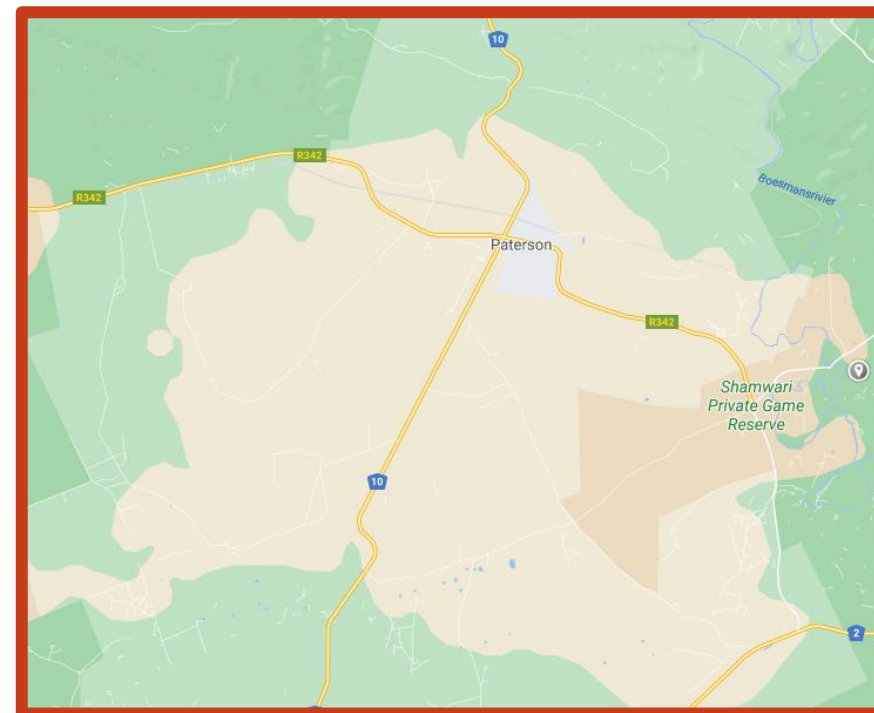 10
R342
R342
Boesmansrivier
Paterson
R342
Shamwari
Private Game
Reserve
10
2